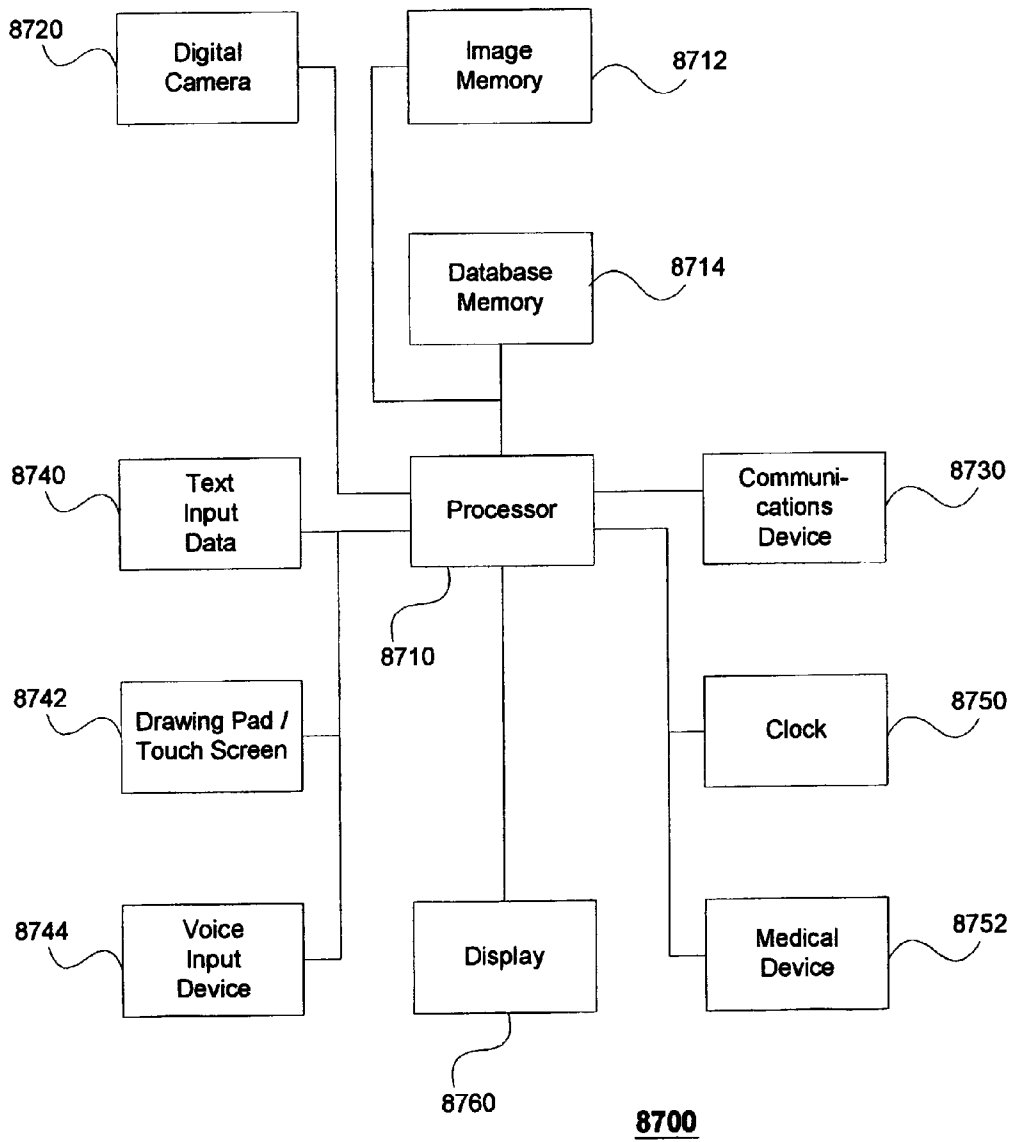 8720
Digital
Camera
Image
Memory
8712
Database
Memory
8714
8740
Text
Input
Data
Processor
8710
Communi-
cations
Device
8730
8742
Drawing Pad /
Touch Screen
Clock
8750
8744
Voice
Input
Device
Display
8760
Medical
Device
8752
8700